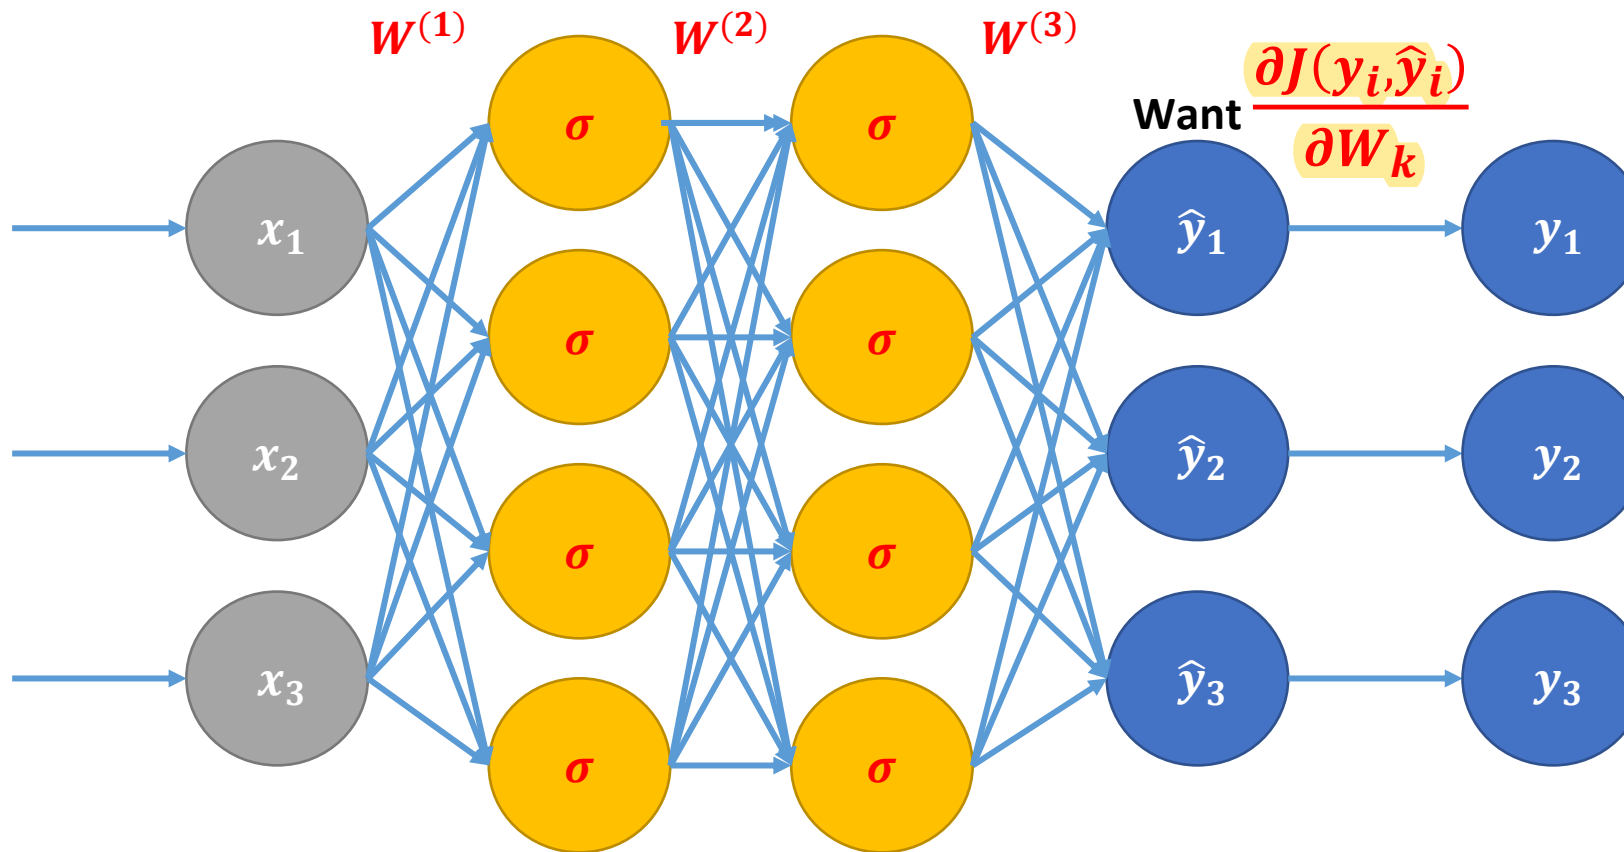 W⁽¹⁾ W⁽²⁾ W⁽³⁾
Want ∂J(yᵢ,ŷᵢ)
∂Wₖ
σ σ
x₁ ŷ₁ y₁
σ σ
x₂ ŷ₂ y₂
σ σ
x₃ ŷ₃ y₃
σ σ